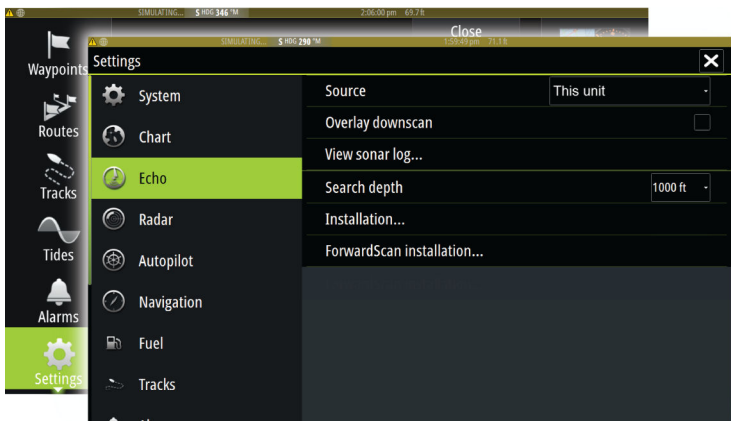 SIMULATING... S HDG 346 °M 2:06:00 pm 69.7 ft
Close
SIMULATING... S HDG 298 °M 1:59:49 pm 71.1 ft
Waypoints
Routes
Tracks
Tides
Alarms
Settings
Settings
System
Chart
Echo
Radar
Autopilot
Navigation
Fuel
Tracks
Source This unit
Overlay downscan
View sonar log...
Search depth 1000 ft
Installation...
ForwardScan installation...